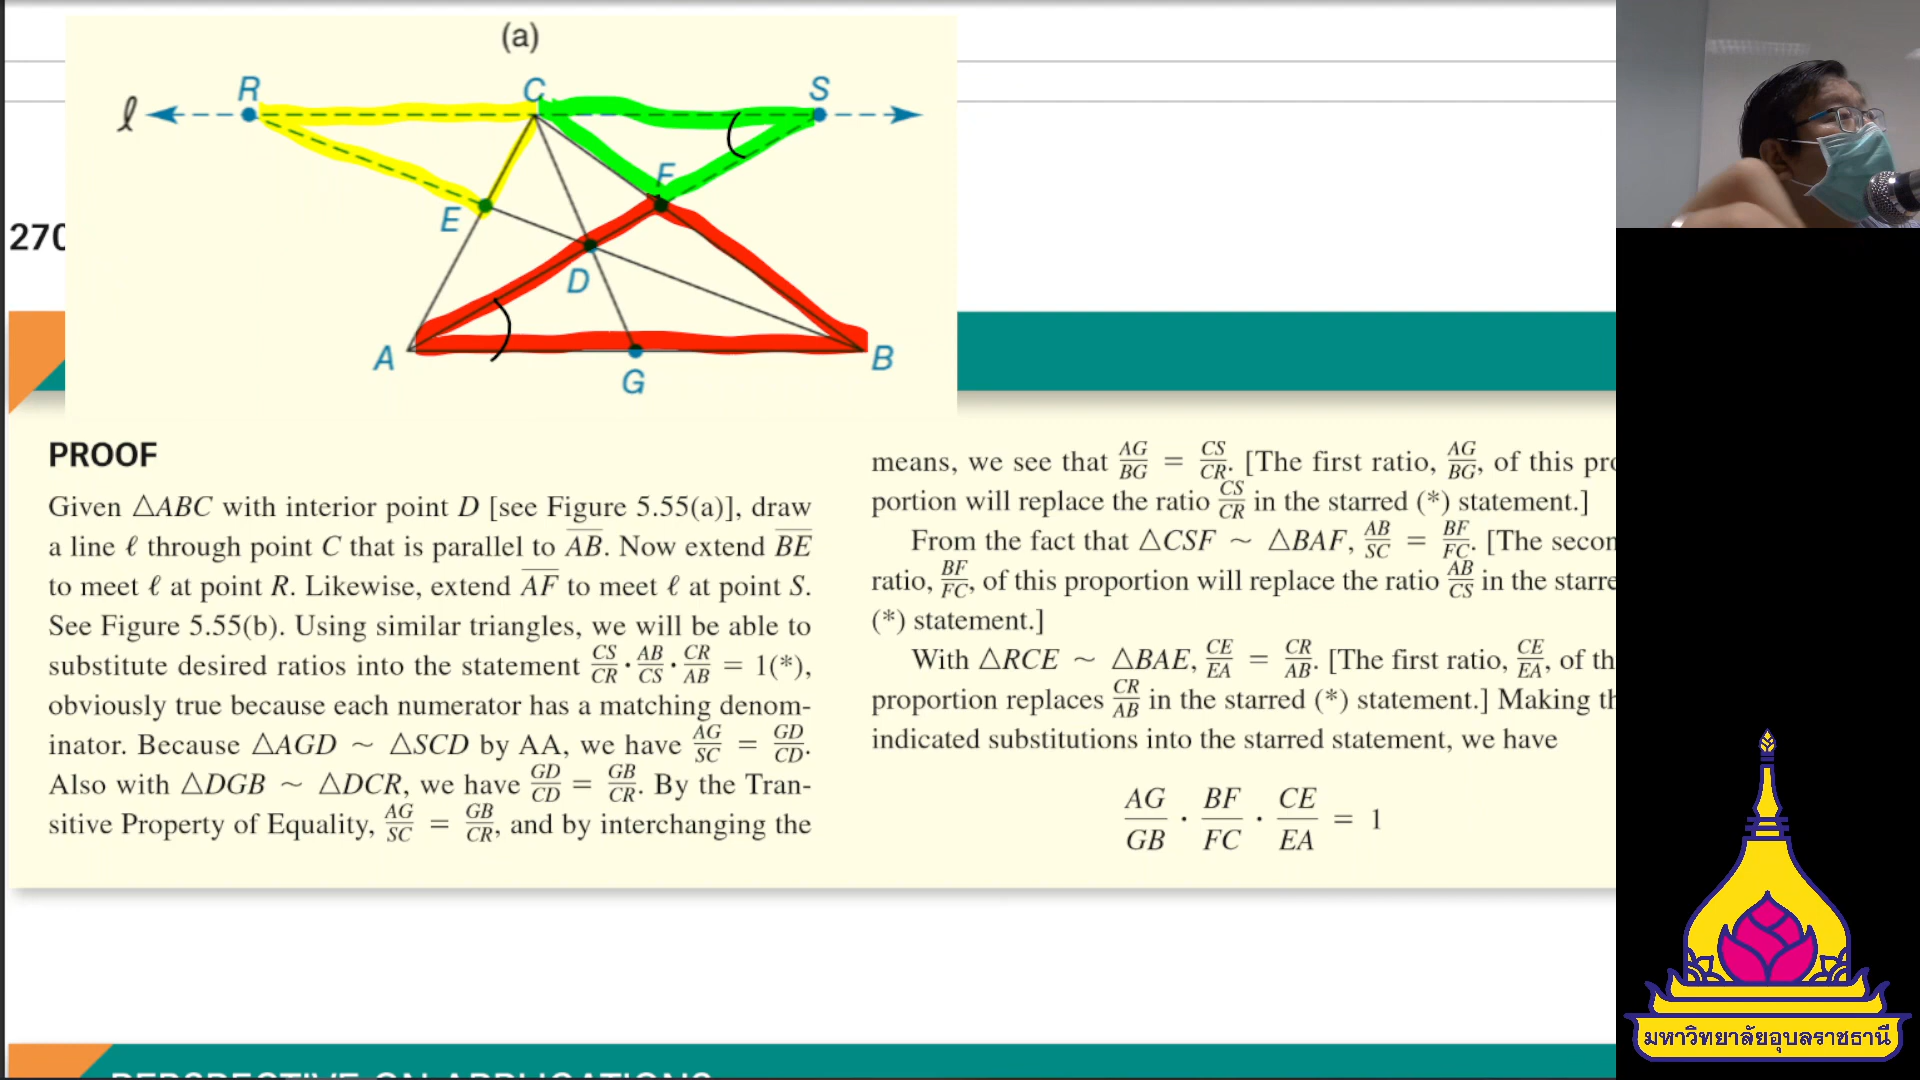 (a)
ℓ R C S
E F
D
A G B
270
PROOF
Given △ABC with interior point D [see Figure 5.55(a)], draw
a line ℓ through point C that is parallel to AB. Now extend BE
to meet ℓ at point R. Likewise, extend AF to meet ℓ at point S.
See Figure 5.55(b). Using similar triangles, we will be able to
substitute desired ratios into the statement CS/CR · AB/CS · CR/AB = 1(*),
obviously true because each numerator has a matching denom-
inator. Because △AGD ~ △SCD by AA, we have AG/SC = GD/CD.
Also with △DGB ~ △DCR, we have GD/CD = GB/CR. By the Tran-
sitive Property of Equality, AG/SC = GB/CR, and by interchanging the
means, we see that AG/BG = CS/CR. [The first ratio, AG/BG, of this pro
portion will replace the ratio CS/CR in the starred (*) statement.]
From the fact that △CSF ~ △BAF, AB/SC = BF/FC. [The secon
ratio, BF/FC, of this proportion will replace the ratio AB/CS in the starre
(*) statement.]
With △RCE ~ △BAE, CE/EA = CR/AB. [The first ratio, CE/EA, of th
proportion replaces CR/AB in the starred (*) statement.] Making th
indicated substitutions into the starred statement, we have
AG/GB · BF/FC · CE/EA = 1
PERSPECTIVE ON APPLICATIONS
มหาวิทยาลัยอุบลราชธานี